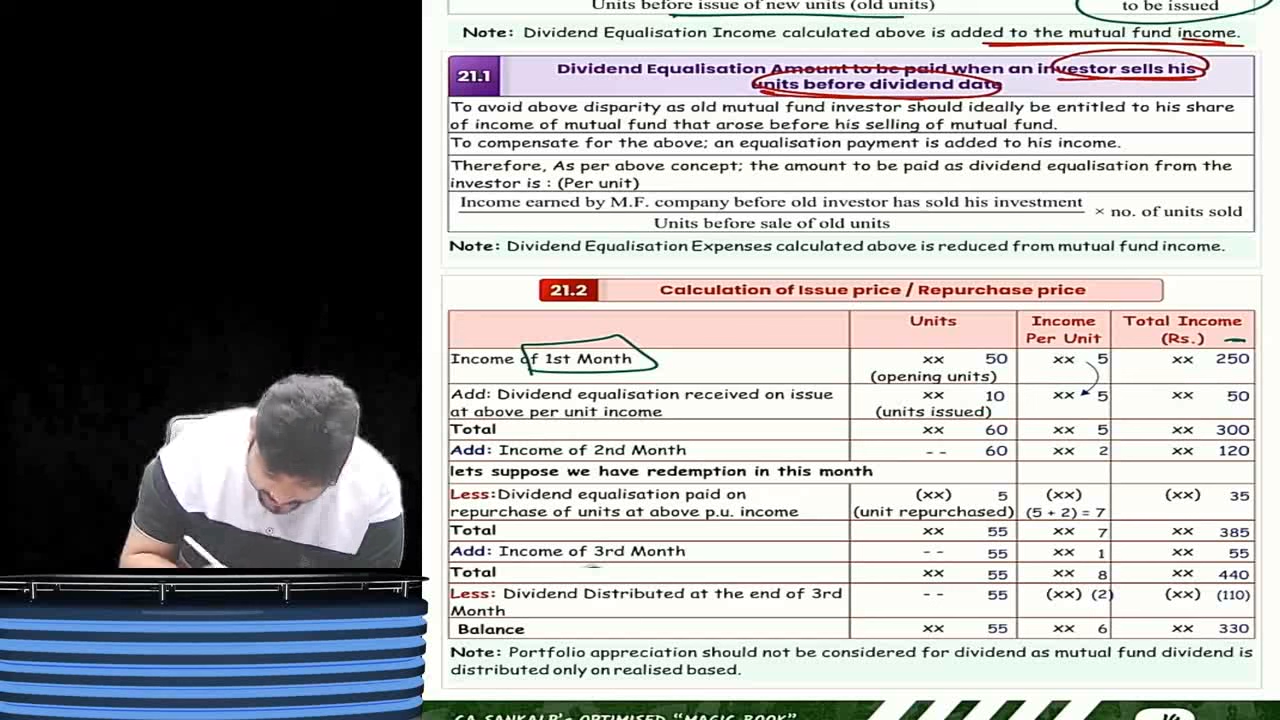 Units before issue of new units (old units)
to be issued
Note: Dividend Equalisation Income calculated above is added to the mutual fund income.
21.1 Dividend Equalisation Amount to be paid when an investor sells his
units before dividend date
To avoid above disparity as old mutual fund investor should ideally be entitled to his share
of income of mutual fund that arose before his selling of mutual fund.
To compensate for the above; an equalisation payment is added to his income.
Therefore, As per above concept; the amount to be paid as dividend equalisation from the
investor is : (Per unit)
Income earned by M.F. company before old investor has sold his investment
Units before sale of old units
× no. of units sold
Note: Dividend Equalisation Expenses calculated above is reduced from mutual fund income.
21.2 Calculation of Issue price / Repurchase price
Units Income Total Income
Per Unit (Rs.)
Income of 1st Month xx 50 xx 5 xx 250
(opening units)
Add: Dividend equalisation received on issue xx 10 xx 5 xx 50
at above per unit income (units issued)
Total xx 60 xx 5 xx 300
Add: Income of 2nd Month -- 60 xx 2 xx 120
lets suppose we have redemption in this month
Less: Dividend equalisation paid on (xx) 5 (xx) (xx) 35
repurchase of units at above p.u. income (unit repurchased) (5 + 2) = 7
Total xx 55 xx 7 xx 385
Add: Income of 3rd Month -- 55 xx 1 xx 55
Total xx 55 xx 8 xx 440
Less: Dividend Distributed at the end of 3rd -- 55 (xx) (2) (xx) (110)
Month
Balance xx 55 xx 6 xx 330
Note: Portfolio appreciation should not be considered for dividend as mutual fund dividend is
distributed only on realised based.
CA SANKALP's OPTIMISED "MAGIC BOOK"